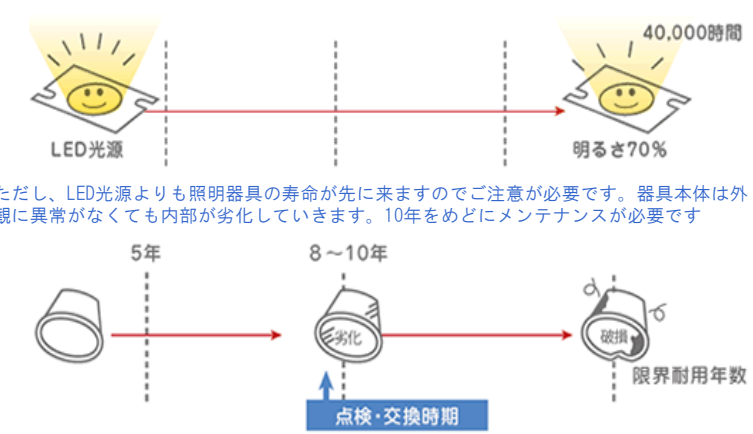 40,000時間
LED光源
明るさ70%
ただし、LED光源よりも照明器具の寿命が先に来ますのでご注意が必要です。器具本体は外
観に異常がなくても内部が劣化していきます。10年をめどにメンテナンスが必要です
5年
8～10年
劣化
破損
限界耐用年数
点検・交換時期